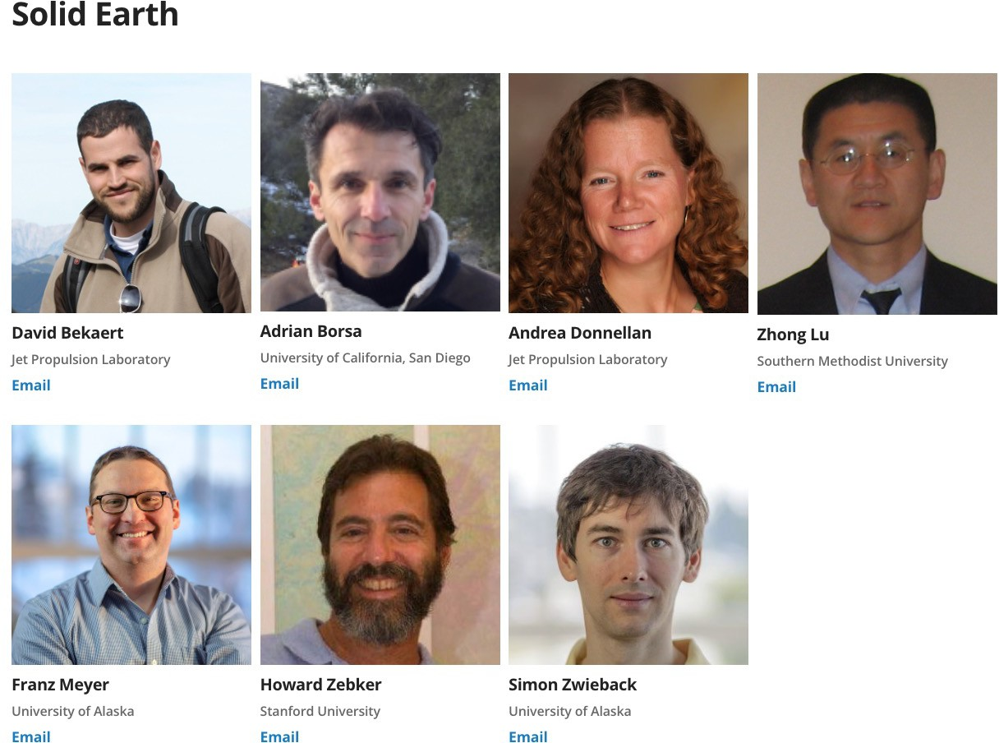 Solid Earth
David Bekaert
Jet Propulsion Laboratory
Email
Adrian Borsa
University of California, San Diego
Email
Andrea Donnellan
Jet Propulsion Laboratory
Email
Zhong Lu
Southern Methodist University
Email
Franz Meyer
University of Alaska
Email
Howard Zebker
Stanford University
Email
Simon Zwieback
University of Alaska
Email